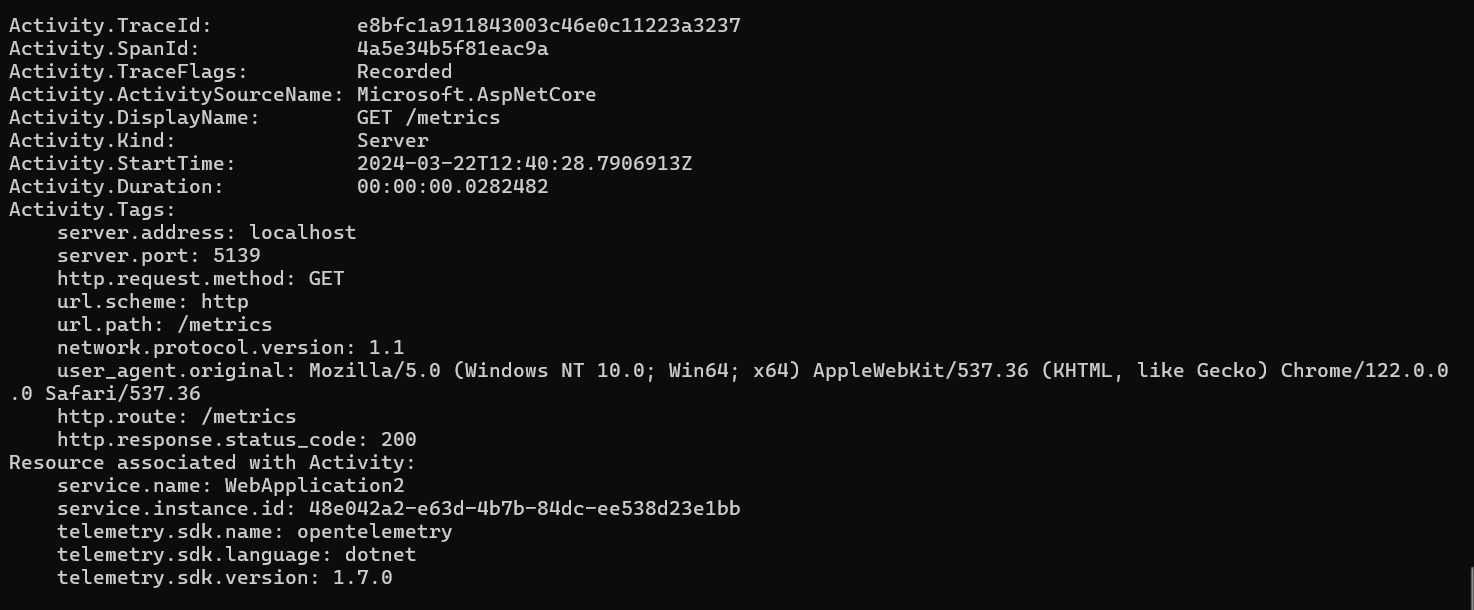 Activity.TraceId:            e8bfc1a911843003c46e0c11223a3237
Activity.SpanId:             4a5e34b5f81eac9a
Activity.TraceFlags:         Recorded
Activity.ActivitySourceName: Microsoft.AspNetCore
Activity.DisplayName:        GET /metrics
Activity.Kind:               Server
Activity.StartTime:          2024-03-22T12:40:28.7906913Z
Activity.Duration:           00:00:00.0282482
Activity.Tags:
    server.address: localhost
    server.port: 5139
    http.request.method: GET
    url.scheme: http
    url.path: /metrics
    network.protocol.version: 1.1
    user_agent.original: Mozilla/5.0 (Windows NT 10.0; Win64; x64) AppleWebKit/537.36 (KHTML, like Gecko) Chrome/122.0.0
.0 Safari/537.36
    http.route: /metrics
    http.response.status_code: 200
Resource associated with Activity:
    service.name: WebApplication2
    service.instance.id: 48e042a2-e63d-4b7b-84dc-ee538d23e1bb
    telemetry.sdk.name: opentelemetry
    telemetry.sdk.language: dotnet
    telemetry.sdk.version: 1.7.0